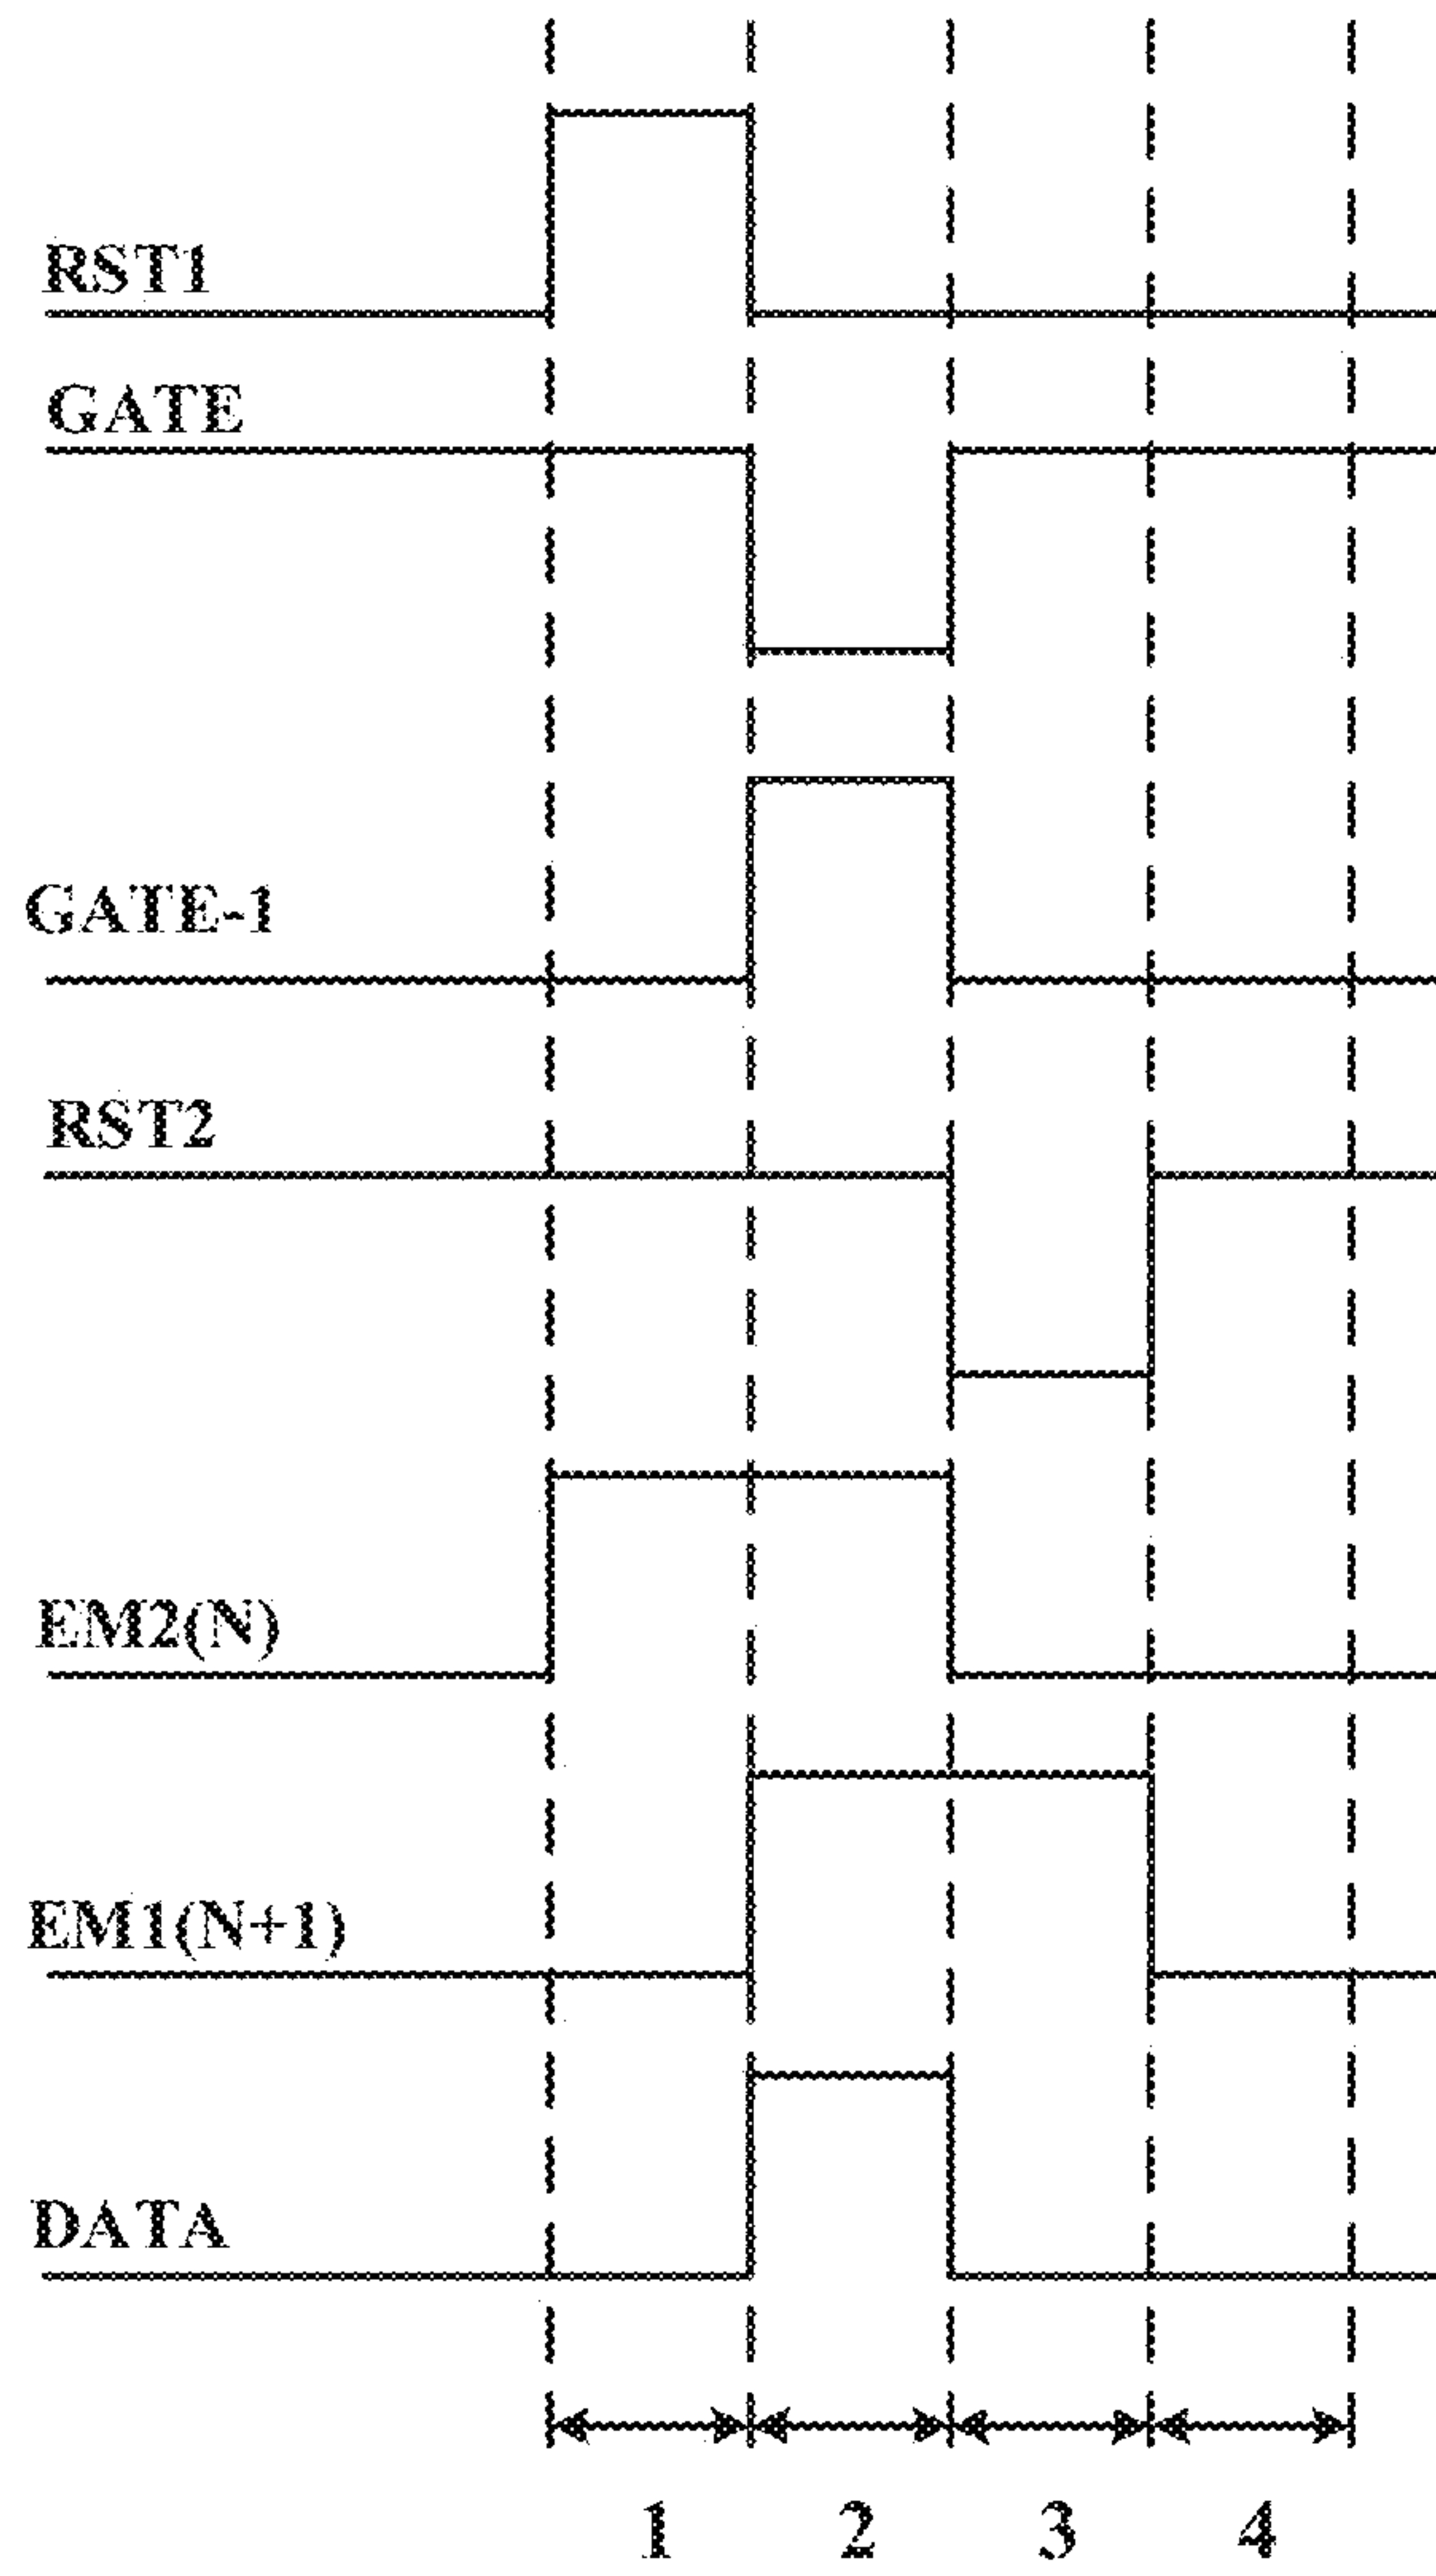 RST1
GATE
GATE-1
RST2
EM2(N)
EM1(N+1)
DATA
1 2 3 4